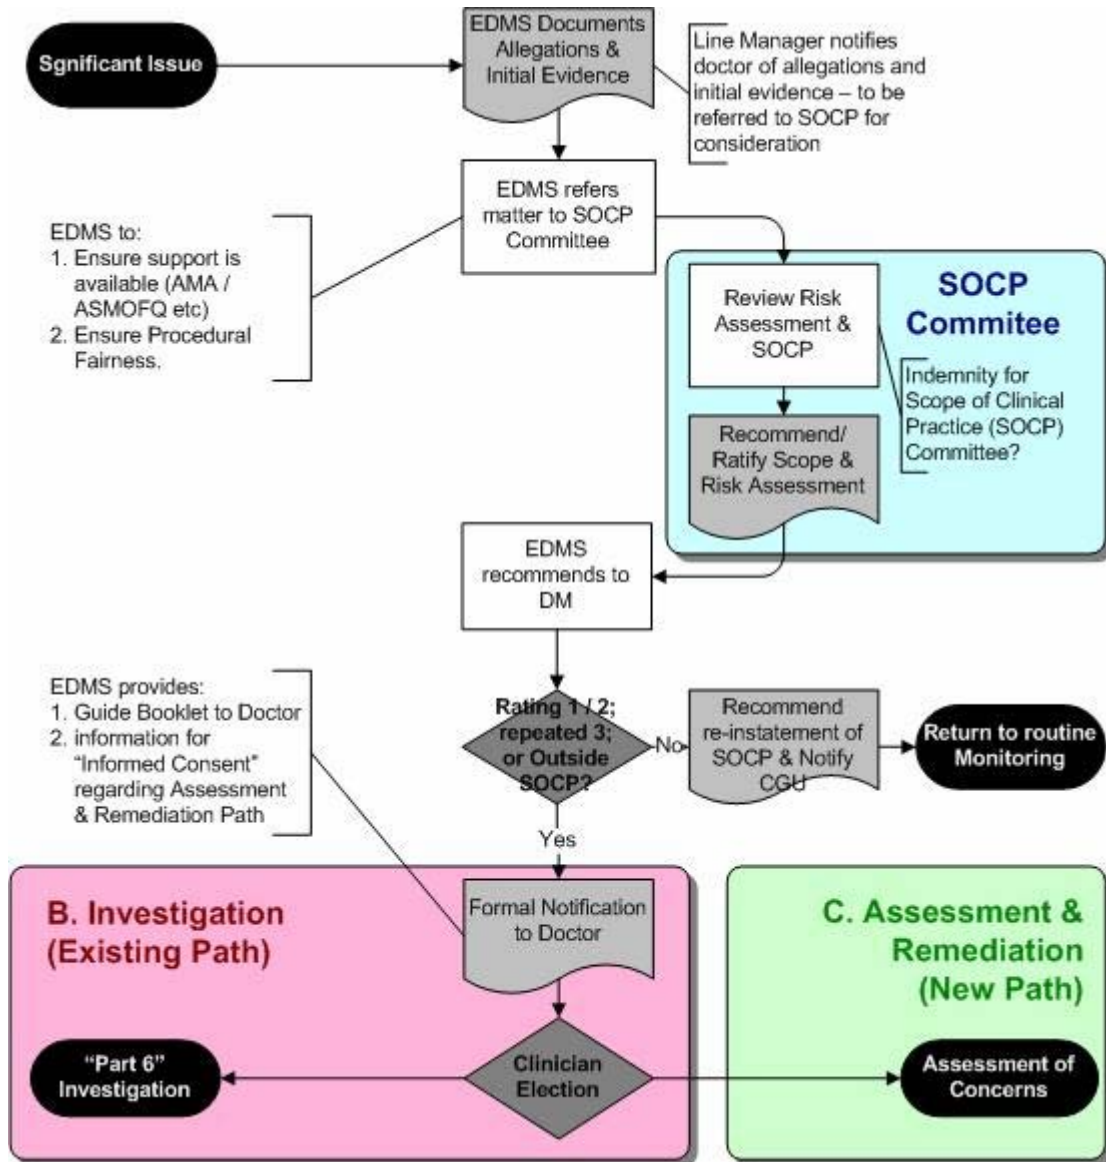 EDMS Documents
Allegations &
Initial Evidence
Sgnificant Issue
Line Manager notifies
doctor of allegations and
initial evidence – to be
referred to SOCP for
consideration
EDMS refers
matter to SOCP
Committee
EDMS to:
1. Ensure support is
available (AMA /
ASMOFQ etc)
2. Ensure Procedural
Fairness.
SOCP
Commitee
Review Risk
Assessment &
SOCP
Indemnity for
Scope of Clinical
Practice (SOCP)
Committee?
Recommend/
Ratify Scope &
Risk Assessment
EDMS
recommends to
DM
EDMS provides:
1. Guide Booklet to Doctor
2. information for
“Informed Consent”
regarding Assessment
& Remediation Path
Rating 1 / 2;
repeated 3;
or Outside
SOCP?
No
Recommend
re-instatement of
SOCP & Notify
CGU
Return to routine
Monitoring
Yes
B. Investigation
(Existing Path)
Formal Notification
to Doctor
C. Assessment &
Remediation
(New Path)
“Part 6”
Investigation
Clinician
Election
Assessment of
Concerns